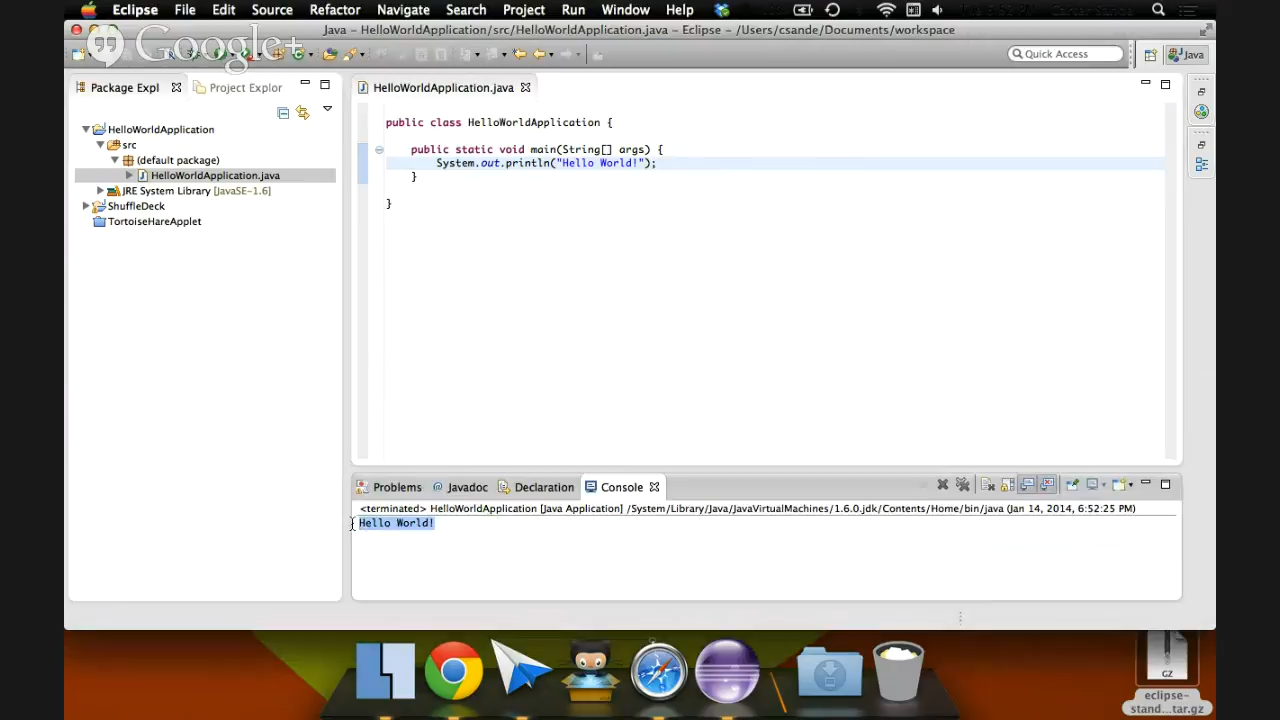 Eclipse File Edit Source Refactor Navigate Search Project Run Window Help
Java – HelloWorldApplication/src/HelloWorldApplication.java – Eclipse – /Users/csande/Documents/workspace
Google+
Quick Access
Java
Package Expl
Project Explor
HelloWorldApplication.java
HelloWorldApplication
src
(default package)
HelloWorldApplication.java
JRE System Library [JavaSE-1.6]
ShuffleDeck
TortoiseHareApplet
public class HelloWorldApplication {
public static void main(String[] args) {
System.out.println("Hello World!");
}
}
Problems @ Javadoc Declaration Console
<terminated> HelloWorldApplication [Java Application] /System/Library/Java/JavaVirtualMachines/1.6.0.jdk/Contents/Home/bin/java (Jan 14, 2014, 6:52:25 PM)
Hello World!
GZ
eclipse-
stand...tar.gz